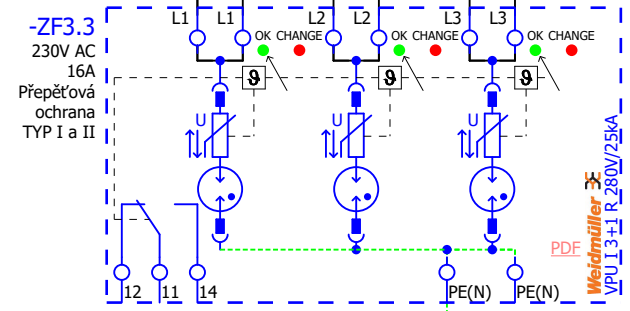 -ZF3.3
230V AC
16A
Přepěťová
ochrana
TYP I a II
L1 L1 L2 L2 L3 L3
OK CHANGE OK CHANGE OK CHANGE
ϑ ϑ ϑ
U U U
12 11 14 PE(N) PE(N)
PDF
Weidmüller
VPU I 3+1 R 280V/25kA